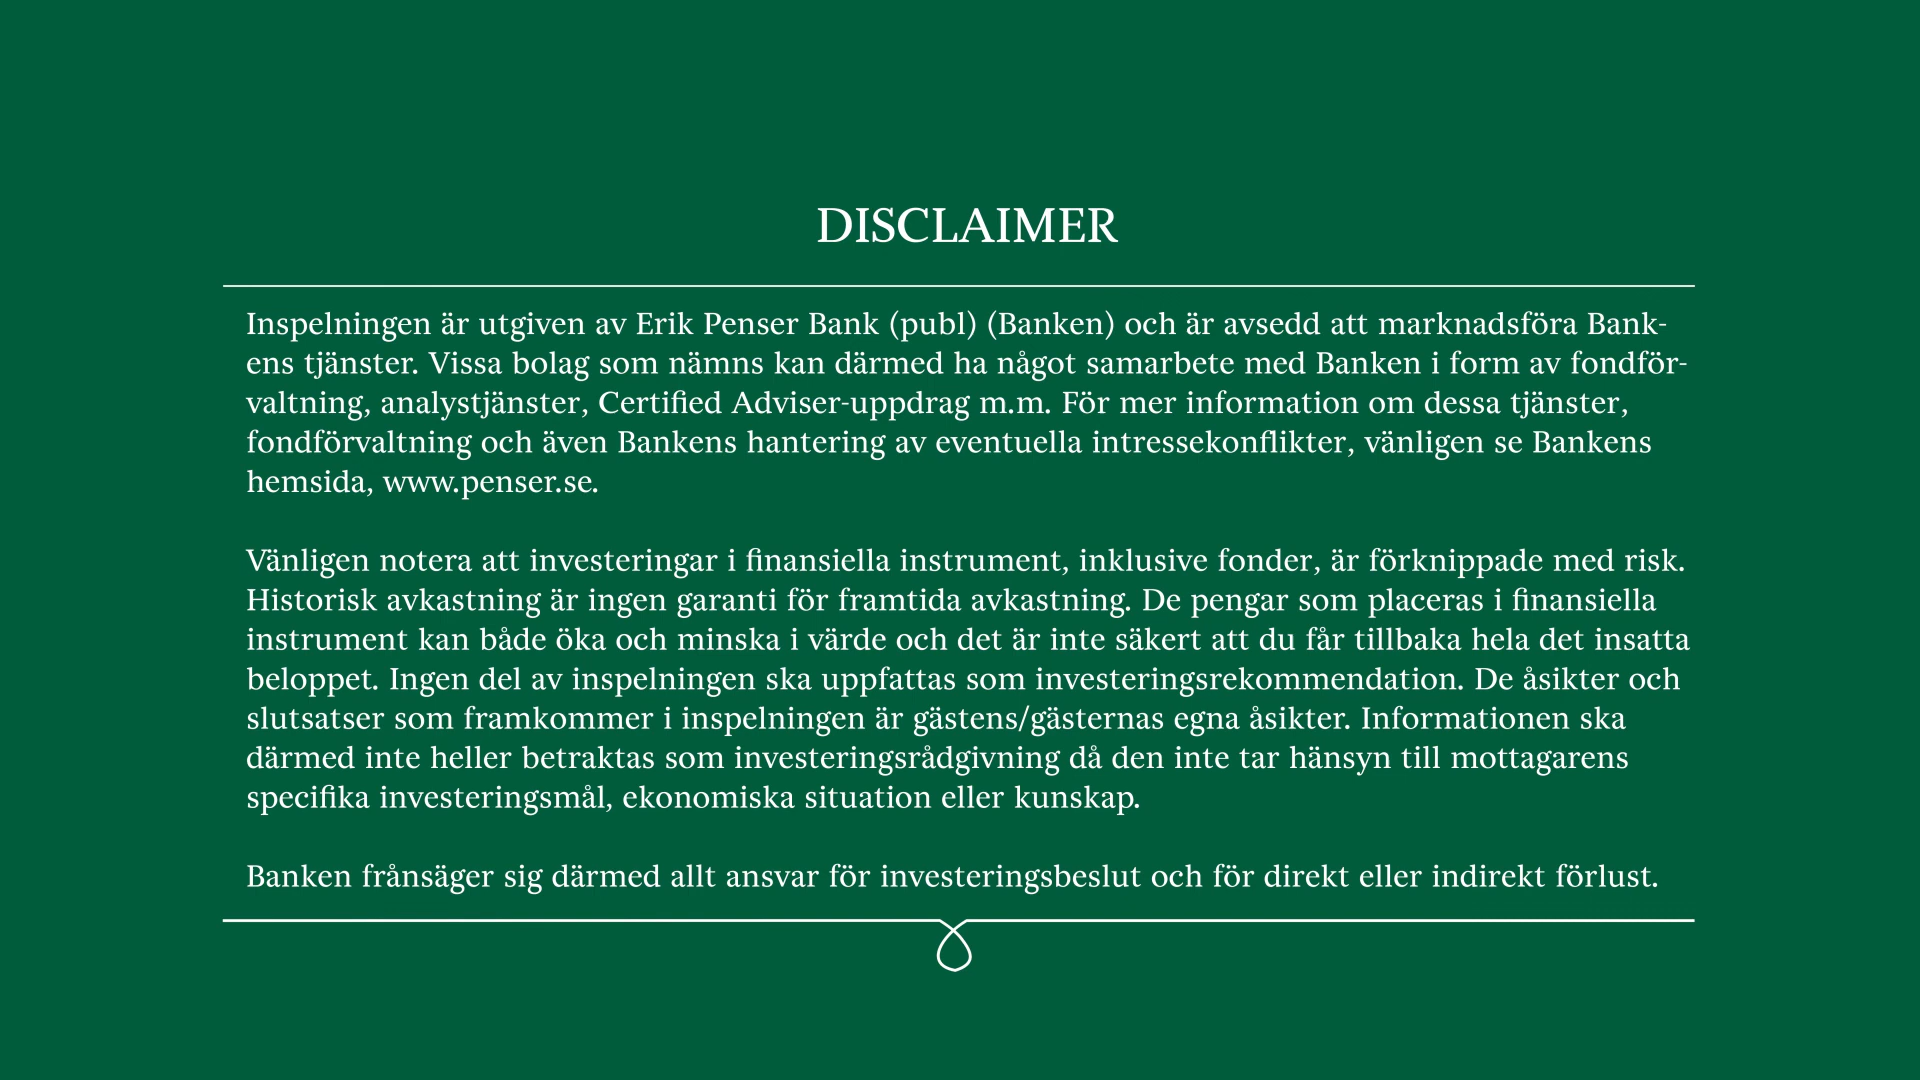 DISCLAIMER
Inspelningen är utgiven av Erik Penser Bank (publ) (Banken) och är avsedd att marknadsföra Bank-
ens tjänster. Vissa bolag som nämns kan därmed ha något samarbete med Banken i form av fondför-
valtning, analystjänster, Certified Adviser-uppdrag m.m. För mer information om dessa tjänster,
fondförvaltning och även Bankens hantering av eventuella intressekonflikter, vänligen se Bankens
hemsida, www.penser.se.
Vänligen notera att investeringar i finansiella instrument, inklusive fonder, är förknippade med risk.
Historisk avkastning är ingen garanti för framtida avkastning. De pengar som placeras i finansiella
instrument kan både öka och minska i värde och det är inte säkert att du får tillbaka hela det insatta
beloppet. Ingen del av inspelningen ska uppfattas som investeringsrekommendation. De åsikter och
slutsatser som framkommer i inspelningen är gästens/gästernas egna åsikter. Informationen ska
därmed inte heller betraktas som investeringsrådgivning då den inte tar hänsyn till mottagarens
specifika investeringsmål, ekonomiska situation eller kunskap.
Banken frånsäger sig därmed allt ansvar för investeringsbeslut och för direkt eller indirekt förlust.